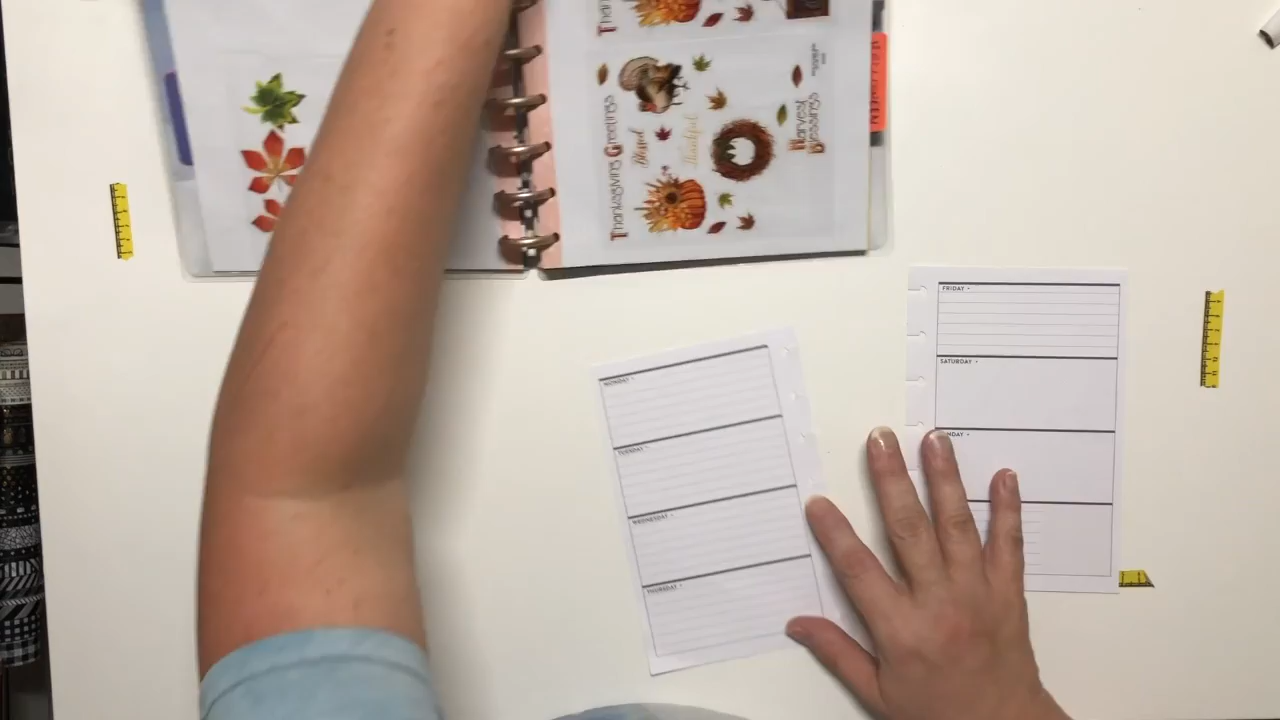 Thanksgiving Greetings
Blessed
Thankful
Harvest
Blessings
FRIDAY
SATURDAY
MONDAY
TUESDAY
WEDNESDAY
THURSDAY